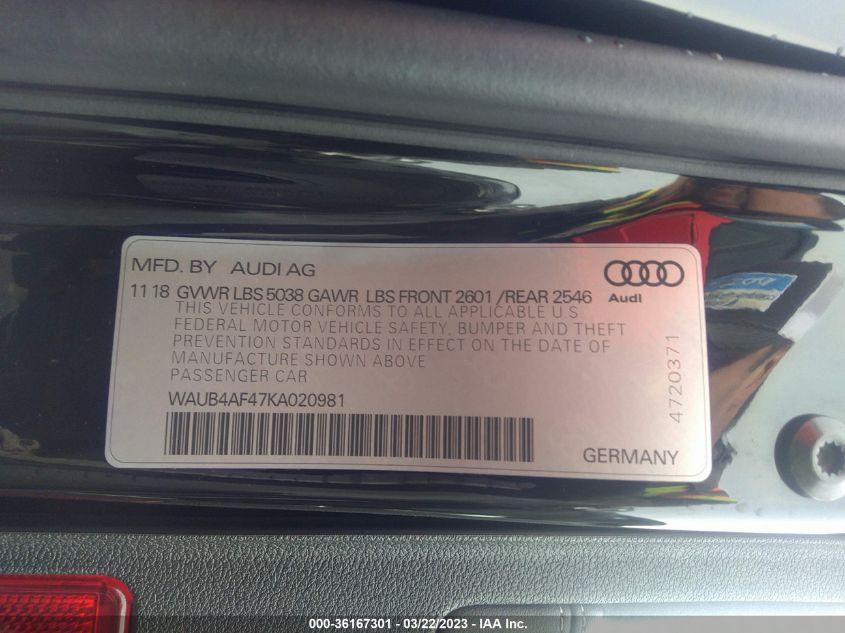 MFD. BY AUDI AG
Audi
11 18 GVWR LBS 5038 GAWR LBS FRONT 2601 /REAR 2546
THIS VEHICLE CONFORMS TO ALL APPLICABLE U.S
FEDERAL MOTOR VEHICLE SAFETY, BUMPER AND THEFT
PREVENTION STANDARDS IN EFFECT ON THE DATE OF
MANUFACTURE SHOWN ABOVE
PASSENGER CAR
WAUB4AF47KA020981
GERMANY
4720371
000-36167301 - 03/22/2023 - IAA Inc.